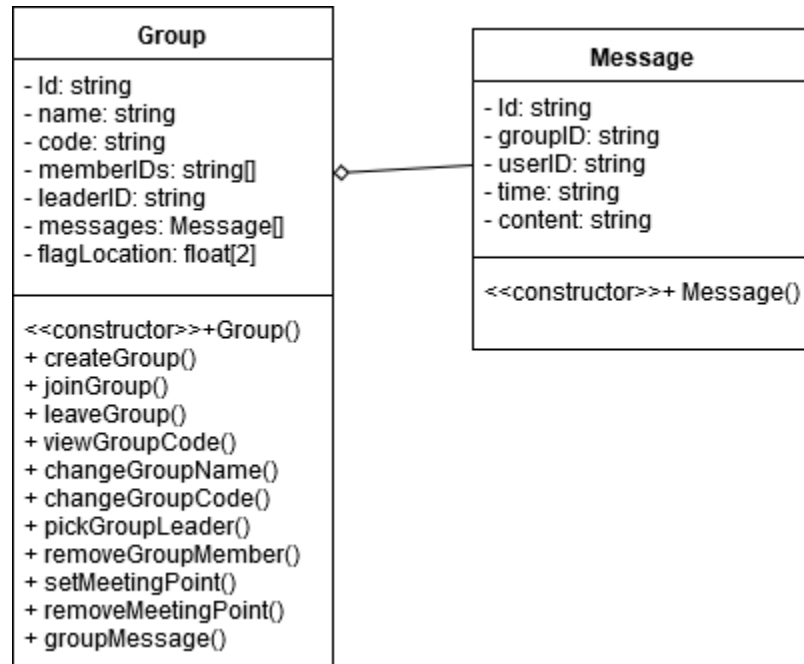 Group
- Id: string
- name: string
- code: string
- memberIDs: string[]
- leaderID: string
- messages: Message[]
- flagLocation: float[2]
<<constructor>>+Group()
+ createGroup()
+ joinGroup()
+ leaveGroup()
+ viewGroupCode()
+ changeGroupName()
+ changeGroupCode()
+ pickGroupLeader()
+ removeGroupMember()
+ setMeetingPoint()
+ removeMeetingPoint()
+ groupMessage()
Message
- Id: string
- groupID: string
- userID: string
- time: string
- content: string
<<constructor>>+ Message()